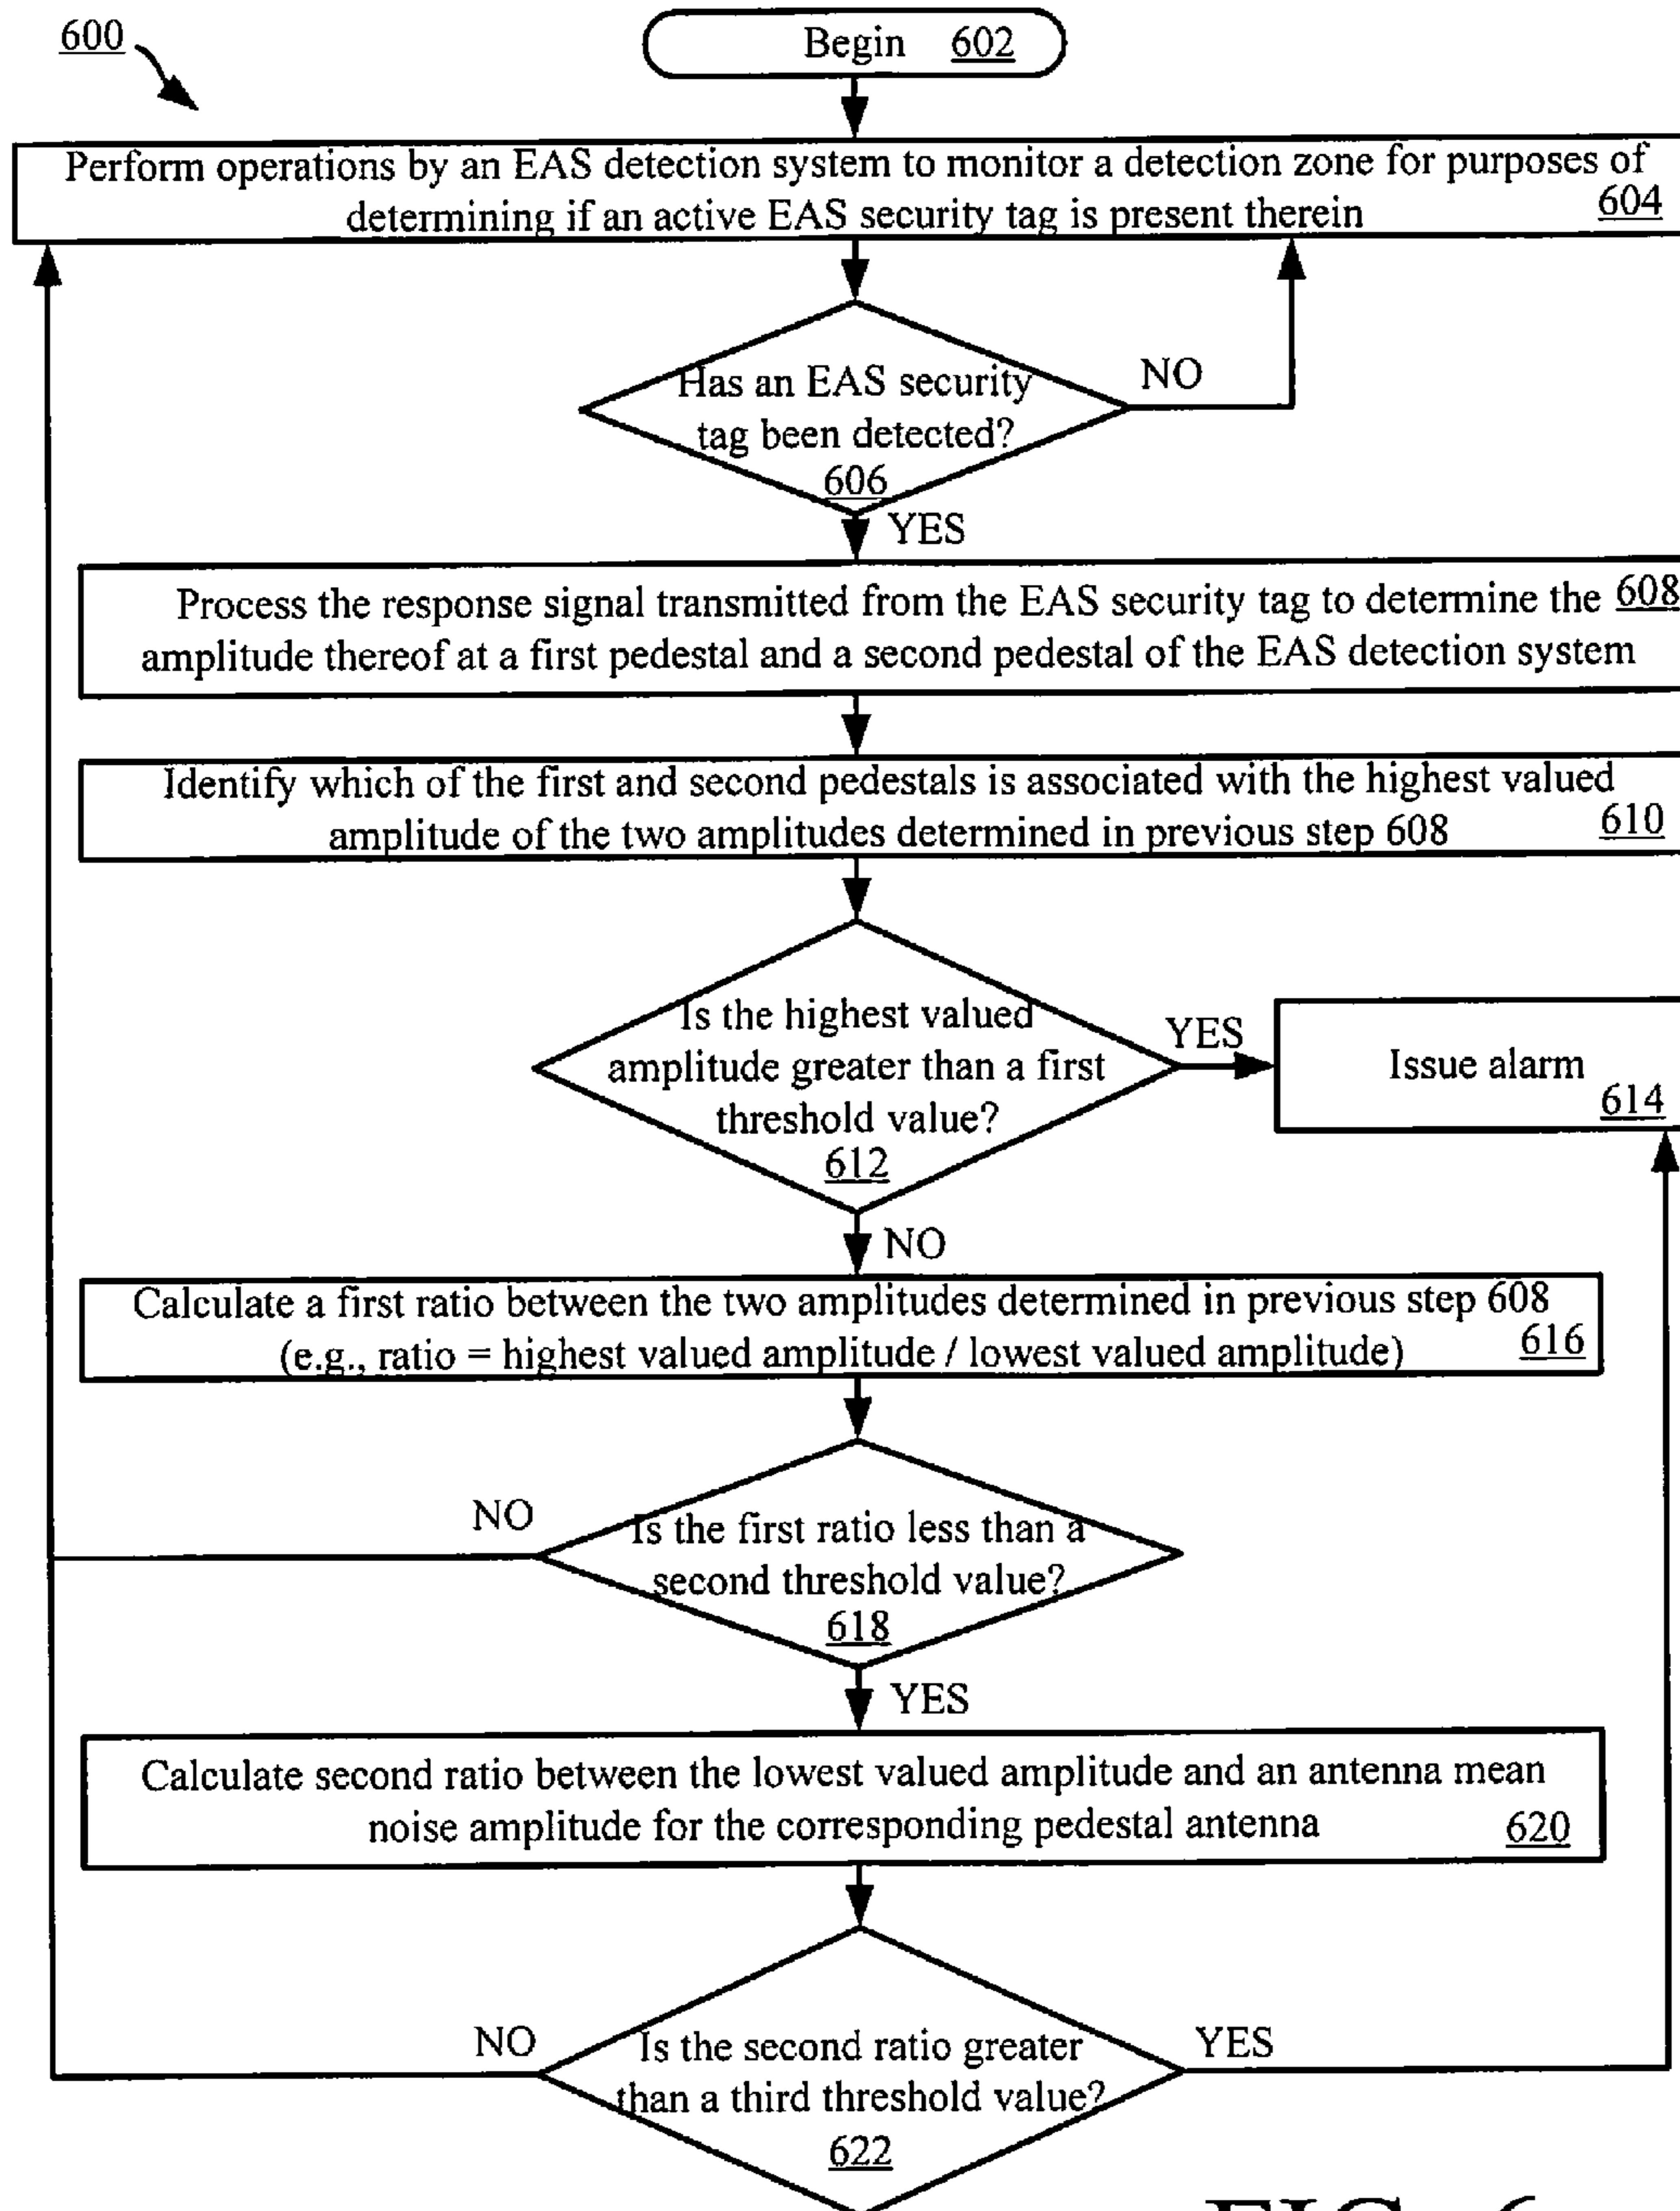 600
Begin 602
Perform operations by an EAS detection system to monitor a detection zone for purposes of
determining if an active EAS security tag is present therein 604
Has an EAS security
tag been detected?
606
NO
YES
Process the response signal transmitted from the EAS security tag to determine the 608
amplitude thereof at a first pedestal and a second pedestal of the EAS detection system
Identify which of the first and second pedestals is associated with the highest valued
amplitude of the two amplitudes determined in previous step 608 610
Is the highest valued
amplitude greater than a first
threshold value?
612
YES
Issue alarm
614
NO
Calculate a first ratio between the two amplitudes determined in previous step 608
(e.g., ratio = highest valued amplitude / lowest valued amplitude) 616
NO
Is the first ratio less than a
second threshold value?
618
YES
Calculate second ratio between the lowest valued amplitude and an antenna mean
noise amplitude for the corresponding pedestal antenna 620
NO
Is the second ratio greater
than a third threshold value?
622
YES
FIG. 6